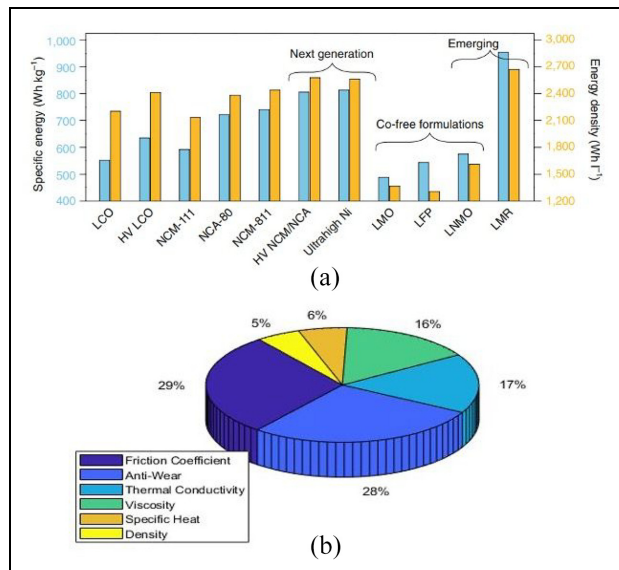 1,000
900
800
700
600
500
400
Specific energy (Wh kg⁻¹)
3,000
2,700
2,400
2,100
1,800
1,500
1,200
Energy density (Wh l⁻¹)
Next generation
Emerging
Co-free formulations
LCO
HV LCO
NCM-111
NCA-80
NCM-811
HV NCM/NCA
Ultrahigh Ni
LMO
LFP
LNMO
LMR
(a)
5%
6%
16%
29%
17%
28%
Friction Coefficient
Anti-Wear
Thermal Conductivity
Viscosity
Specific Heat
Density
(b)